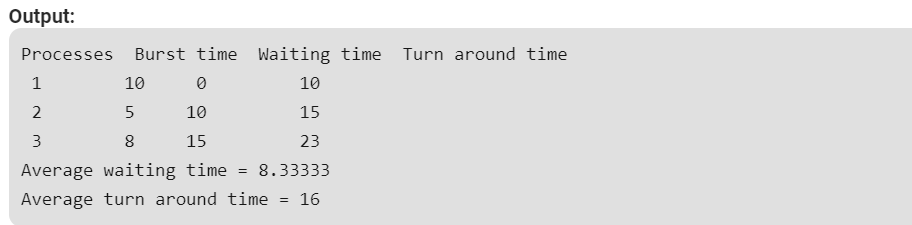 Output:
Processes  Burst time  Waiting time  Turn around time
 1        10     0         10
 2        5     10         15
 3        8     15         23
Average waiting time = 8.33333
Average turn around time = 16